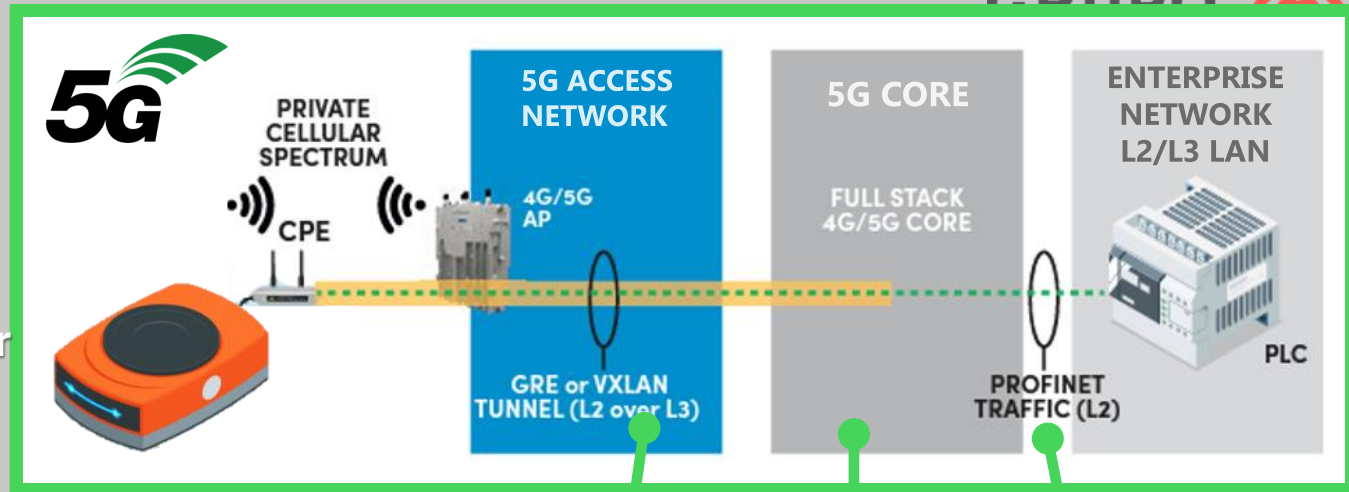 5G
PRIVATE
CELLULAR
SPECTRUM
CPE
5G ACCESS
NETWORK
4G/5G
AP
GRE or VXLAN
TUNNEL (L2 over L3)
5G CORE
FULL STACK
4G/5G CORE
PROFINET
TRAFFIC (L2)
ENTERPRISE
NETWORK
L2/L3 LAN
PLC
r